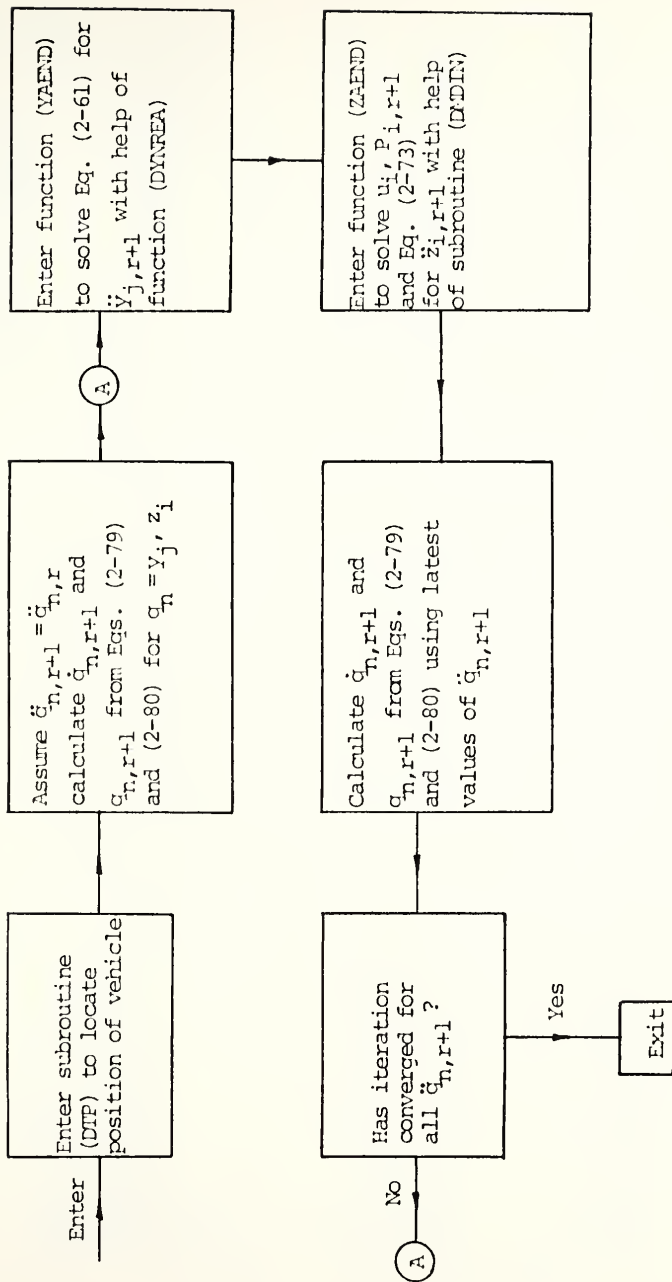 Enter
Enter subroutine
(DTP) to locate
position of vehicle
Assume q̈n,r+1 = q̈n,r
calculate q̇n,r+1 and
qn,r+1 from Eqs. (2-79)
and (2-80) for qn = yj, zi
A
Enter function (YAEND)
to solve Eq. (2-61) for
ÿj,r+1 with help of
function (DYNREA)
Enter function (ZAEND)
to solve ui, Pi,r+1
and Eq. (2-73)
for z̈i,r+1 with help
of subroutine (DMDIN)
Calculate q̇n,r+1 and
qn,r+1 from Eqs. (2-79)
and (2-80) using latest
values of q̈n,r+1
Has iteration
converged for
all q̈n,r+1 ?
No
A
Yes
Exit